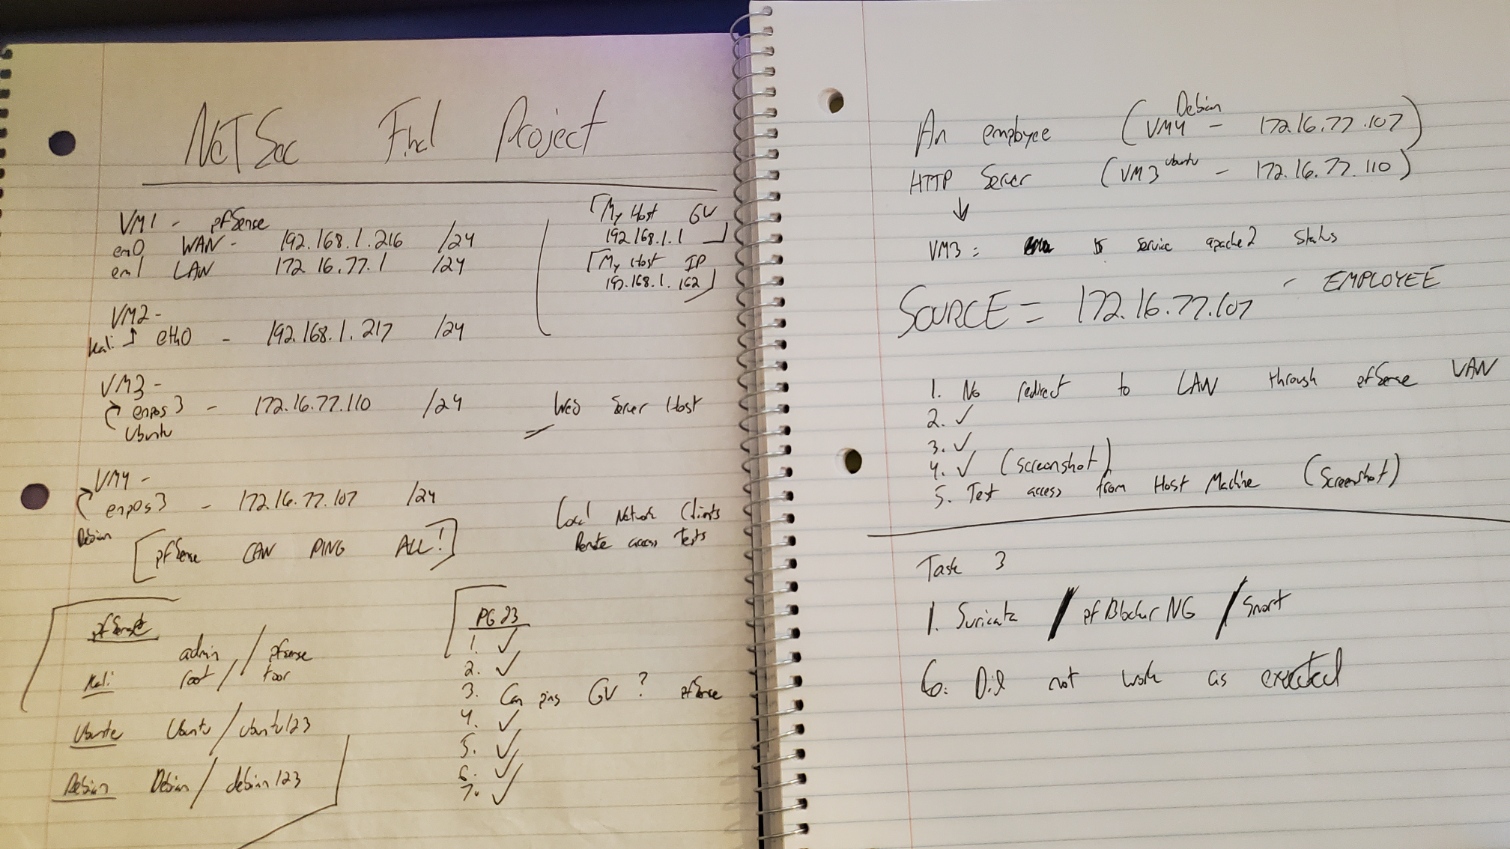 NetSec Final Project
VM1 - pfSense
em0 WAN - 192.168.1.216 /24
em1 LAN 172.16.77.1 /24
[My Host GW
192.168.1.1]
[My Host IP
192.168.1.162]
VM2 -
Kali eth0 - 192.168.1.217 /24
VM3 -
enpos3 - 172.16.77.110 /24
Ubuntu
Web Server Host
VM4 -
enpos3 - 172.16.77.107 /24
Debian
[pfSense CAN PING ALL!]
Local Network Clients
Remote access Tests
pfSense
admin / pfsense
Kali root / toor
Ubuntu Ubuntu / ubuntu123
Debian Debian / debian123
PG 23
1. ✓
2. ✓
3. Can ping GW? pfSense
4. ✓
5. ✓
6. ✓
7. ✓
An employee (VM4 Debian - 172.16.77.107)
HTTP Server (VM3 ubuntu - 172.16.77.110)
↓
VM3: $ service apache2 status
SOURCE = 172.16.77.107 - EMPLOYEE
1. No redirect to LAN through pfSense WAN
2. ✓
3. ✓
4. ✓ (screenshot)
5. Test access from Host Machine (Screenshot)
Task 3
1. Suricata / pfBlocker NG / Snort
6. Did not work as expected